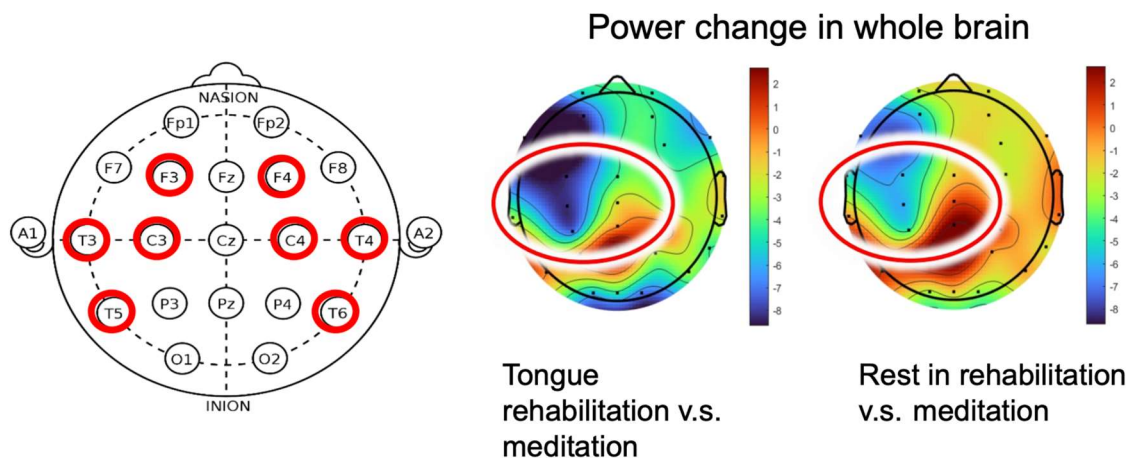 Power change in whole brain
NASION
Fp1 Fp2
F7 F3 Fz F4 F8
A1 T3 C3 Cz C4 T4 A2
T5 P3 Pz P4 T6
O1 O2
INION
2
1
0
-1
-2
-3
-4
-5
-6
-7
-8
2
1
0
-1
-2
-3
-4
-5
-6
-7
-8
Tongue
rehabilitation v.s.
meditation
Rest in rehabilitation
v.s. meditation